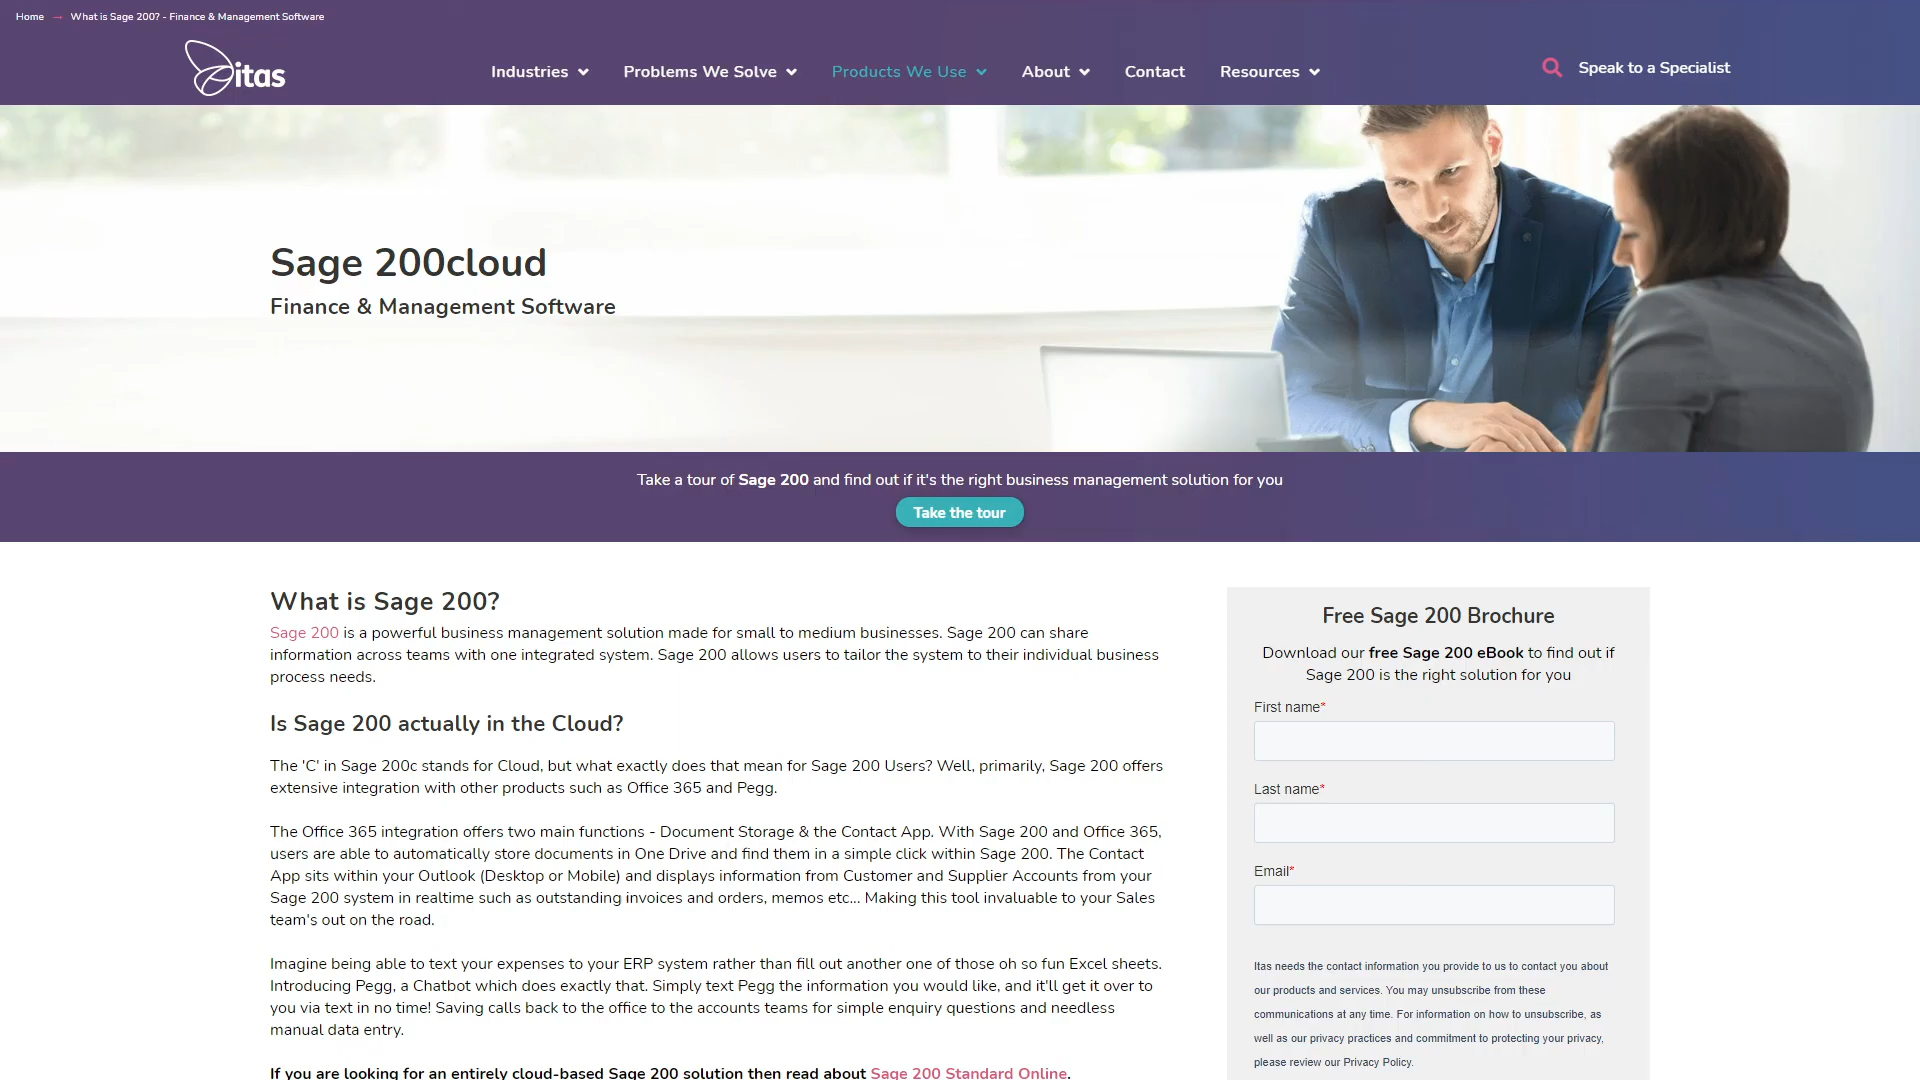 Home → What is Sage 200? - Finance & Management Software
itas
Industries
Problems We Solve
Products We Use
About
Contact
Resources
Speak to a Specialist
Sage 200cloud
Finance & Management Software
Take a tour of Sage 200 and find out if it's the right business management solution for you
Take the tour
What is Sage 200?
Sage 200 is a powerful business management solution made for small to medium businesses. Sage 200 can share
information across teams with one integrated system. Sage 200 allows users to tailor the system to their individual business
process needs.
Is Sage 200 actually in the Cloud?
The 'C' in Sage 200c stands for Cloud, but what exactly does that mean for Sage 200 Users? Well, primarily, Sage 200 offers
extensive integration with other products such as Office 365 and Pegg.
The Office 365 integration offers two main functions - Document Storage & the Contact App. With Sage 200 and Office 365,
users are able to automatically store documents in One Drive and find them in a simple click within Sage 200. The Contact
App sits within your Outlook (Desktop or Mobile) and displays information from Customer and Supplier Accounts from your
Sage 200 system in realtime such as outstanding invoices and orders, memos etc... Making this tool invaluable to your Sales
team's out on the road.
Imagine being able to text your expenses to your ERP system rather than fill out another one of those oh so fun Excel sheets.
Introducing Pegg, a Chatbot which does exactly that. Simply text Pegg the information you would like, and it'll get it over to
you via text in no time! Saving calls back to the office to the accounts teams for simple enquiry questions and needless
manual data entry.
If you are looking for an entirely cloud-based Sage 200 solution then read about Sage 200 Standard Online.
Free Sage 200 Brochure
Download our free Sage 200 eBook to find out if
Sage 200 is the right solution for you
First name*
Last name*
Email*
Itas needs the contact information you provide to us to contact you about
our products and services. You may unsubscribe from these
communications at any time. For information on how to unsubscribe, as
well as our privacy practices and commitment to protecting your privacy,
please review our Privacy Policy.